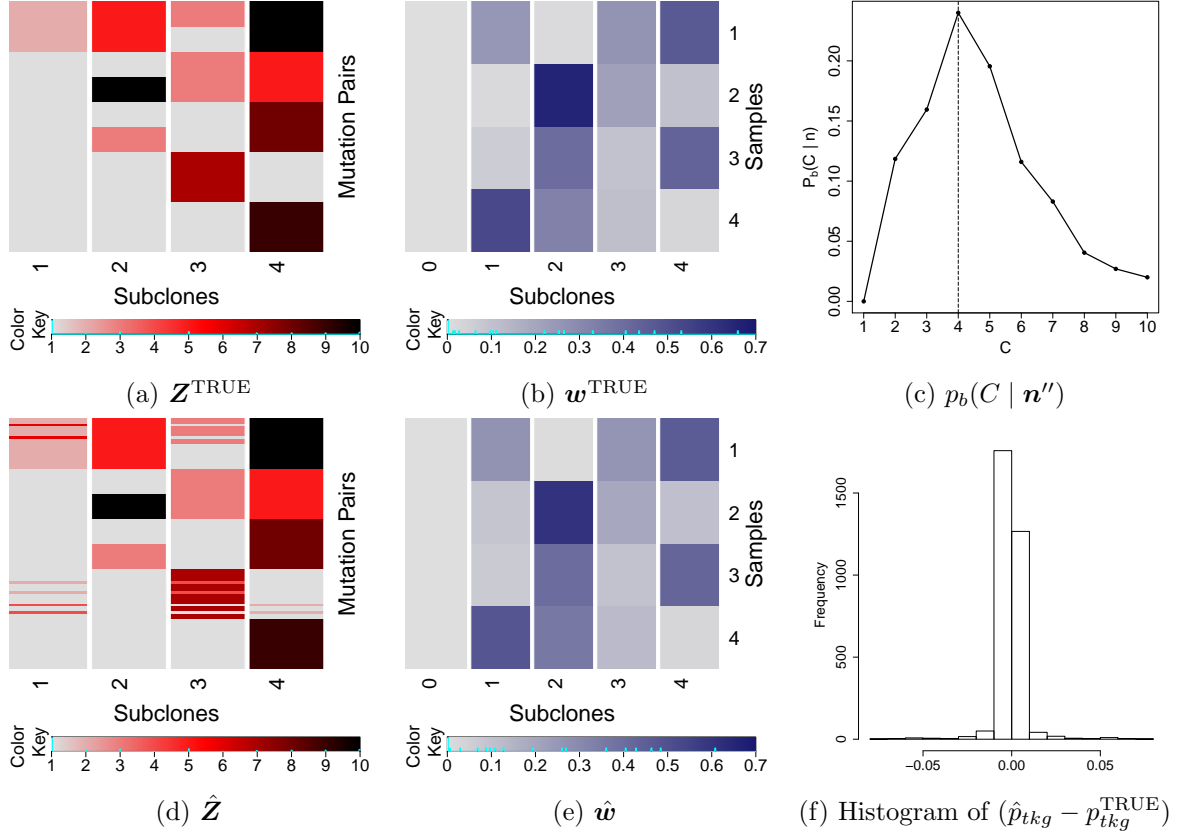 Mutation Pairs
1 2 3 4
Subclones
Color Key
1 2 3 4 5 6 7 8 9 10
(a) Z^TRUE
1
2
3
4
Samples
0 1 2 3 4
Subclones
Color Key
0 0.1 0.2 0.3 0.4 0.5 0.6 0.7
(b) w^TRUE
P_b(C | n)
0.00 0.05 0.10 0.15 0.20
1 2 3 4 5 6 7 8 9 10
C
(c) p_b(C | n'')
Mutation Pairs
1 2 3 4
Subclones
Color Key
1 2 3 4 5 6 7 8 9 10
(d) Ẑ
1
2
3
4
Samples
0 1 2 3 4
Subclones
Color Key
0 0.1 0.2 0.3 0.4 0.5 0.6 0.7
(e) ŵ
Frequency
0 500 1000 1500
−0.05 0.00 0.05
(f) Histogram of (p̂_tkg − p_tkg^TRUE)